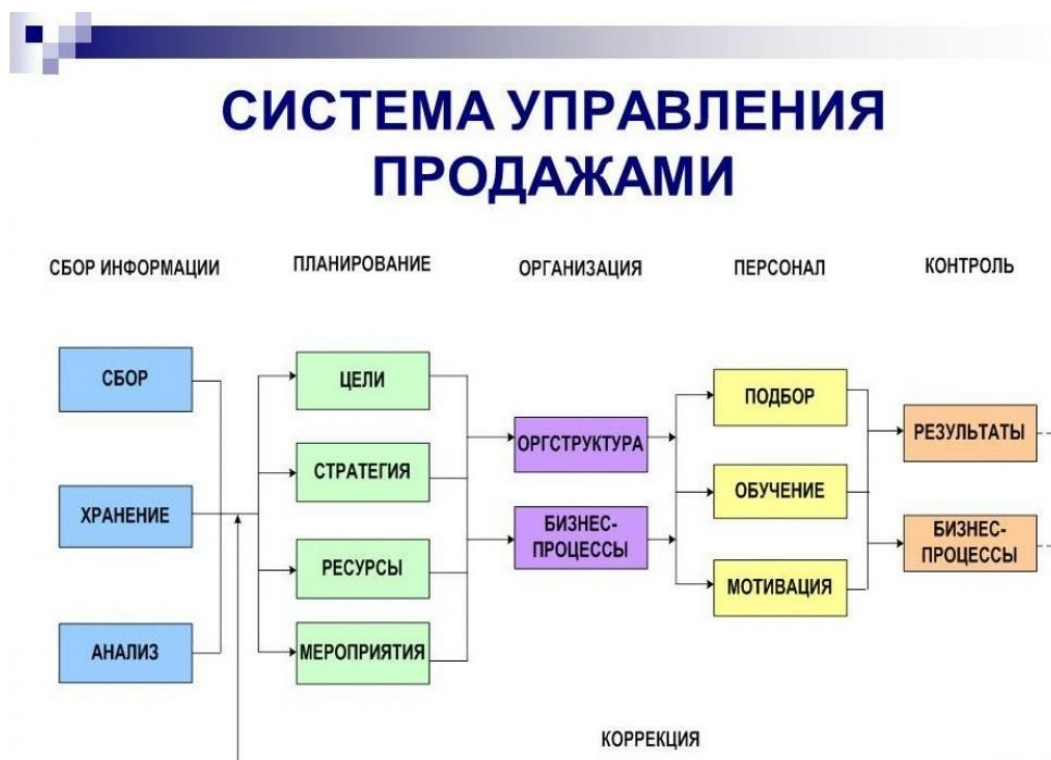 СИСТЕМА УПРАВЛЕНИЯ
ПРОДАЖАМИ
СБОР ИНФОРМАЦИИ
ПЛАНИРОВАНИЕ
ОРГАНИЗАЦИЯ
ПЕРСОНАЛ
КОНТРОЛЬ
СБОР
ХРАНЕНИЕ
АНАЛИЗ
ЦЕЛИ
СТРАТЕГИЯ
РЕСУРСЫ
МЕРОПРИЯТИЯ
ОРГСТРУКТУРА
БИЗНЕС-
ПРОЦЕССЫ
ПОДБОР
ОБУЧЕНИЕ
МОТИВАЦИЯ
РЕЗУЛЬТАТЫ
БИЗНЕС-
ПРОЦЕССЫ
КОРРЕКЦИЯ